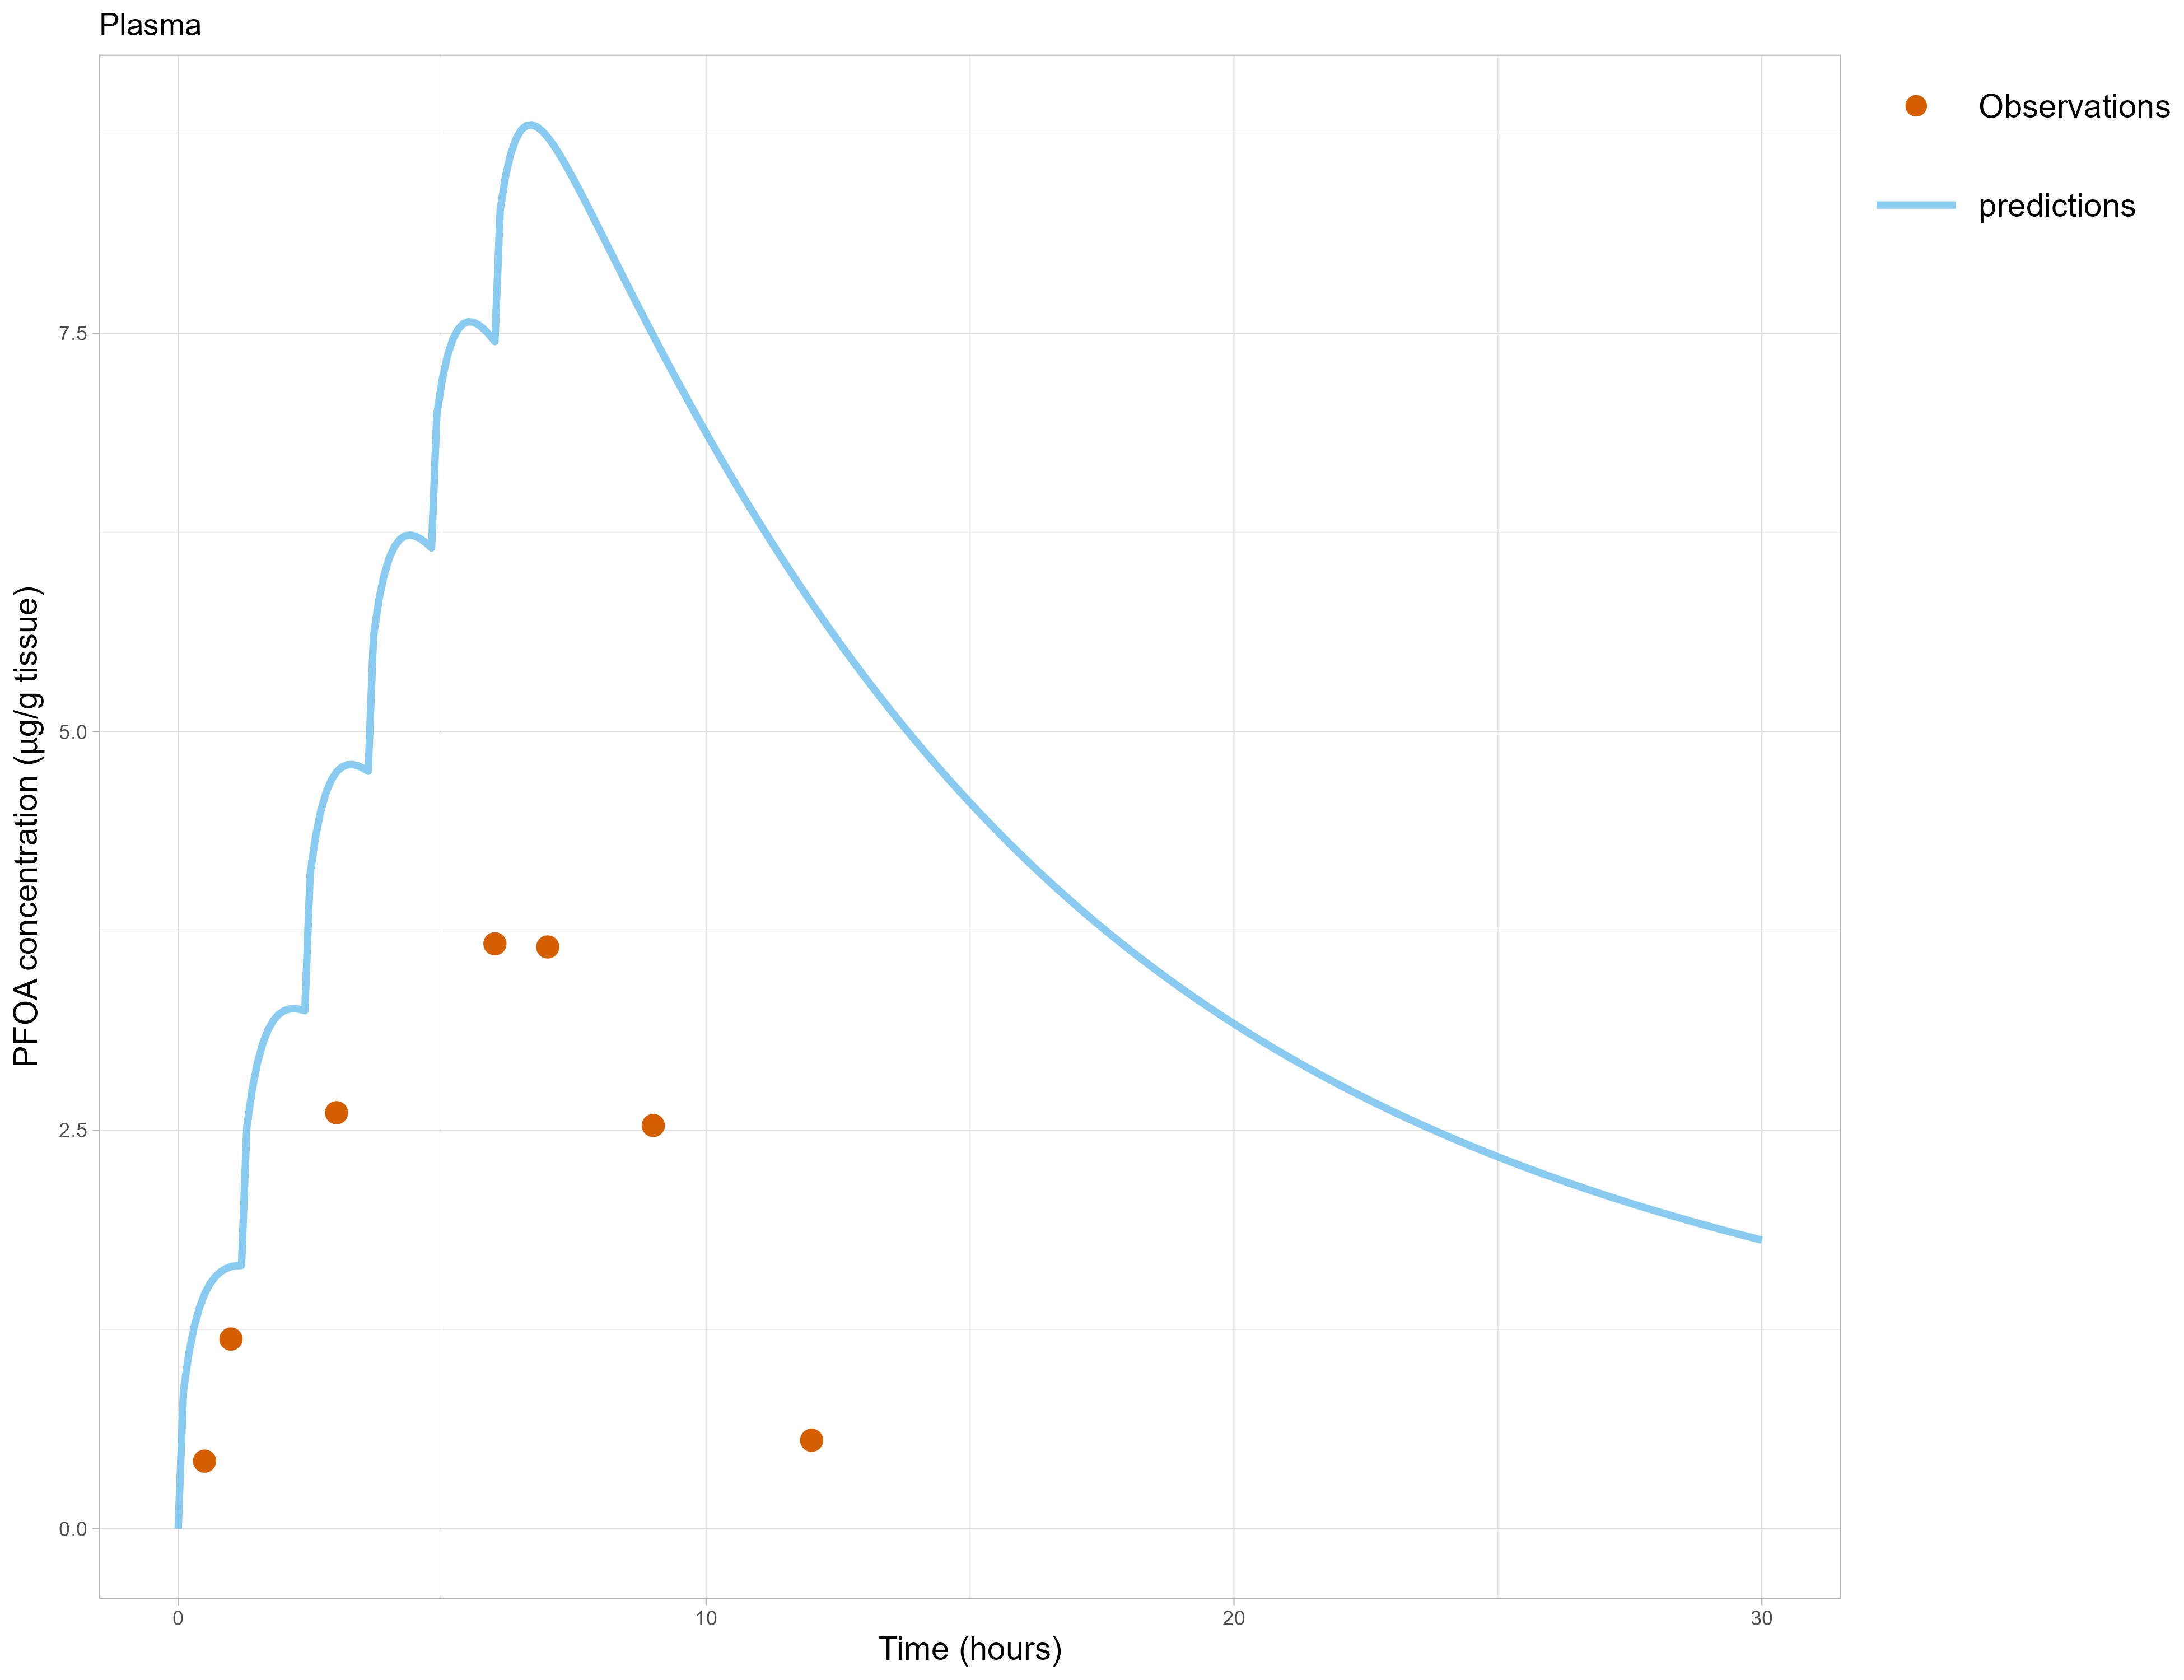 Plasma
Observations
predictions
PFOA concentration (µg/g tissue)
7.5
5.0
2.5
0.0
0
10
20
30
Time (hours)